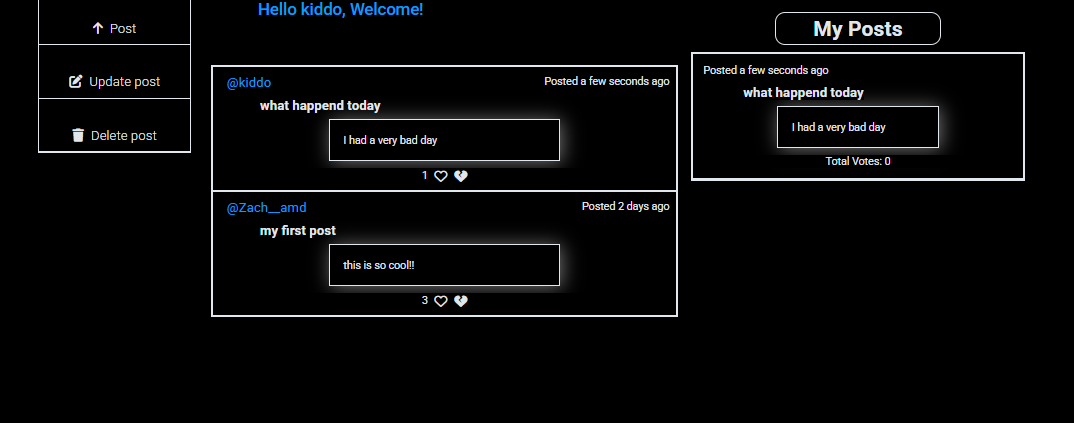 Post
Update post
Delete post
Hello kiddo, Welcome!
@kiddo
Posted a few seconds ago
what happend today
I had a very bad day
1
@Zach__amd
Posted 2 days ago
my first post
this is so cool!!
3
My Posts
Posted a few seconds ago
what happend today
I had a very bad day
Total Votes: 0